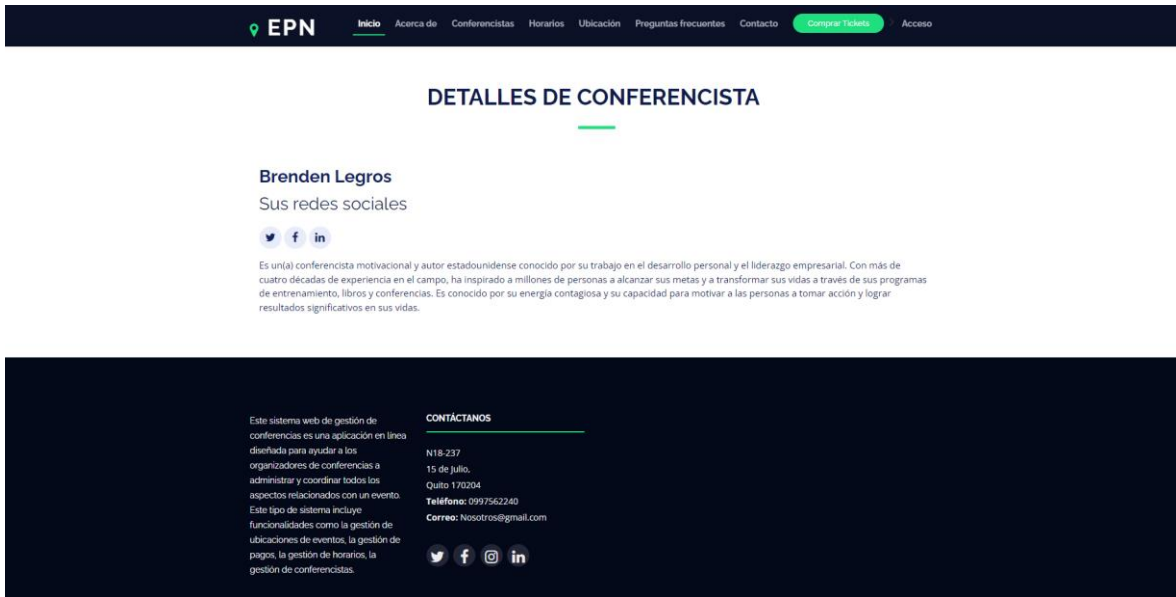 EPN
Inicio Acerca de Conferencistas Horarios Ubicación Preguntas frecuentes Contacto Comprar Tickets Acceso
DETALLES DE CONFERENCISTA
Brenden Legros
Sus redes sociales
Es un(a) conferencista motivacional y autor estadounidense conocido por su trabajo en el desarrollo personal y el liderazgo empresarial. Con más de
cuatro décadas de experiencia en el campo, ha inspirado a millones de personas a alcanzar sus metas y a transformar sus vidas a través de sus programas
de entrenamiento, libros y conferencias. Es conocido por su energía contagiosa y su capacidad para motivar a las personas a tomar acción y lograr
resultados significativos en sus vidas.
Este sistema web de gestión de
conferencias es una aplicación en línea
diseñada para ayudar a los
organizadores de conferencias a
administrar y coordinar todos los
aspectos relacionados con un evento.
Este tipo de sistema incluye
funcionalidades como la gestión de
ubicaciones de eventos, la gestión de
pagos, la gestión de horarios, la
gestión de conferencistas.
CONTÁCTANOS
N18-237
15 de Julio,
Quito 170204
Teléfono: 0997562240
Correo: Nosotros@gmail.com